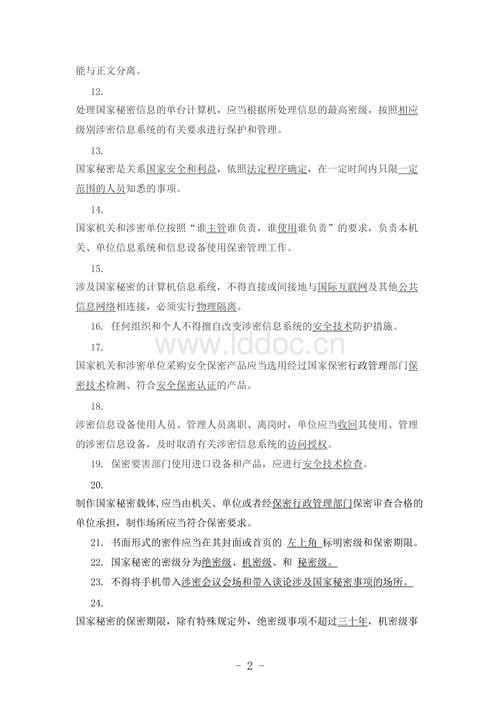 能与正文分离。
12.
处理国家秘密信息的单台计算机，应当根据所处理信息的最高密级，按照相应
级别涉密信息系统的有关要求进行保护和管理。
13.
国家秘密是关系国家安全和利益，依照法定程序确定，在一定时间内只限一定
范围的人员知悉的事项。
14.
国家机关和涉密单位按照“谁主管谁负责，谁使用谁负责”的要求，负责本机
关、单位信息系统和信息设备使用保密管理工作。
15.
涉及国家秘密的计算机信息系统，不得直接或间接地与国际互联网及其他公共
信息网络相连接，必须实行物理隔离。
16. 任何组织和个人不得擅自改变涉密信息系统的安全技术防护措施。
www.lddoc.cn
17.
国家机关和涉密单位采购安全保密产品应当选用经过国家保密行政管理部门保
密技术检测、符合安全保密认证的产品。
18.
涉密信息设备使用人员、管理人员离职、离岗时，单位应当收回其使用、管理
的涉密信息设备，及时取消有关涉密信息系统的访问授权。
19. 保密要害部门使用进口设备和产品，应进行安全技术检查。
20.
制作国家秘密载体,应当由机关、单位或者经保密行政管理部门保密审查合格的
单位承担，制作场所应当符合保密要求。
21. 书面形式的密件应当在其封面或首页的 左上角 标明密级和保密期限。
22. 国家秘密的密级分为绝密级、机密级、和 秘密级。
23. 不得将手机带入涉密会议会场和带入谈论涉及国家秘密事项的场所。
24.
国家秘密的保密期限，除有特殊规定外，绝密级事项不超过三十年，机密级事
- 2 -